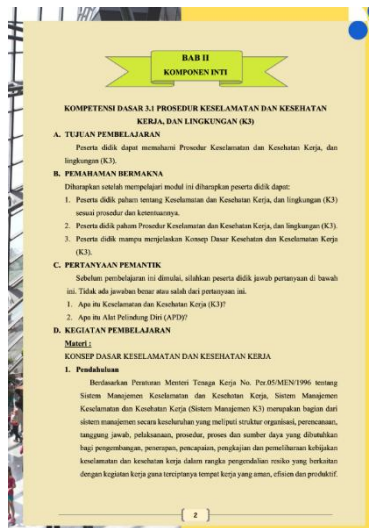 BAB II
KOMPONEN INTI
KOMPETENSI DASAR 3.1 PROSEDUR KESELAMATAN DAN KESEHATAN
KERJA, DAN LINGKUNGAN (K3)
A. TUJUAN PEMBELAJARAN
Peserta didik dapat memahami Prosedur Keselamatan dan Kesehatan Kerja, dan
lingkungan (K3).
B. PEMAHAMAN BERMAKNA
Diharapkan setelah mempelajari modul ini diharapkan peserta didik dapat:
1. Peserta didik paham tentang Keselamatan dan Kesehatan Kerja, dan lingkungan (K3)
sesuai prosedur dan ketentuannya.
2. Peserta didik paham Prosedur Keselamatan dan Kesehatan Kerja, dan lingkungan (K3).
3. Peserta didik mampu menjelaskan Konsep Dasar Kesehatan dan Keselamatan Kerja
(K3).
C. PERTANYAAN PEMANTIK
Sebelum pembelajaran ini dimulai, silahkan peserta didik jawab pertanyaan di bawah
ini. Tidak ada jawaban benar atau salah dari pertanyaan ini.
1. Apa itu Keselamatan dan Kesehatan Kerja (K3)?
2. Apa itu Alat Pelindung Diri (APD)?
D. KEGIATAN PEMBELAJARAN
Materi :
KONSEP DASAR KESELAMATAN DAN KESEHATAN KERJA
1. Pendahuluan
Berdasarkan Peraturan Menteri Tenaga Kerja No. Per.05/MEN/1996 tentang
Sistem Manajemen Keselamatan dan Kesehatan Kerja, Sistem Manajemen
Keselamatan dan Kesehatan Kerja (Sistem Manajemen K3) merupakan bagian dari
sistem manajemen secara keseluruhan yang meliputi struktur organisasi, perencanaan,
tanggung jawab, pelaksanaan, prosedur, proses dan sumber daya yang dibutuhkan
bagi pengembangan, penerapan, pencapaian, pengkajian dan pemeliharaan kebijakan
keselamatan dan kesehatan kerja dalam rangka pengendalian resiko yang berkaitan
dengan kegiatan kerja guna terciptanya tempat kerja yang aman, efisien dan produktif.
2